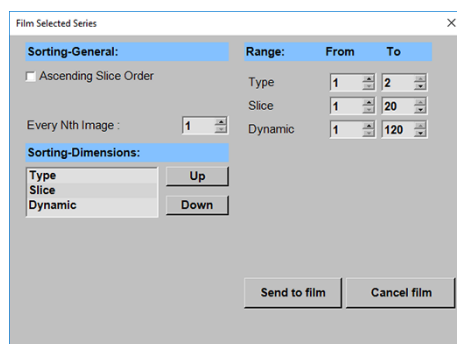 Film Selected Series
Sorting-General:
Ascending Slice Order
Every Nth Image : 1
Sorting-Dimensions:
Type
Slice
Dynamic
Up
Down
Range: From To
Type 1 2
Slice 1 20
Dynamic 1 120
Send to film Cancel film